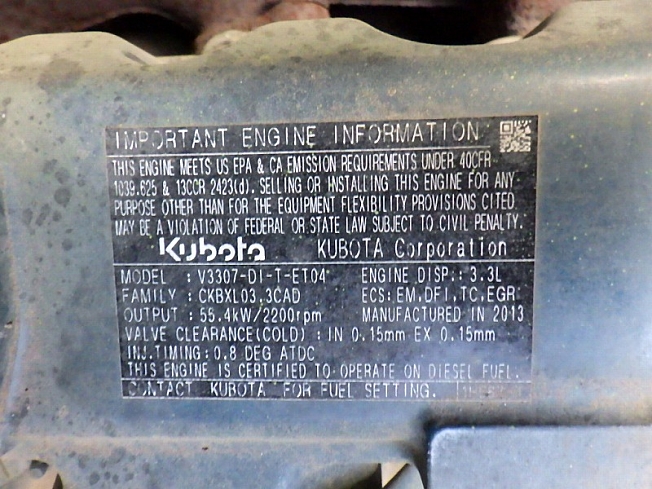 IMPORTANT ENGINE INFORMATION
THIS ENGINE MEETS US EPA & CA EMISSION REQUIREMENTS UNDER 40CFR
1039.625 & 13CCR 2423(d). SELLING OR INSTALLING THIS ENGINE FOR ANY
PURPOSE OTHER THAN FOR THE EQUIPMENT FLEXIBILITY PROVISIONS CITED
MAY BE A VIOLATION OF FEDERAL OR STATE LAW SUBJECT TO CIVIL PENALTY.
Kubota KUBOTA Corporation
MODEL : V3307-DI-T-ET04 ENGINE DISP.: 3.3L
FAMILY : CKBXL03.3CAD ECS: EM,DFI,TC,EGR
OUTPUT : 55.4kW/2200rpm MANUFACTURED IN 2013
VALVE CLEARANCE(COLD) : IN 0.15mm EX 0.15mm
INJ.TIMING: 0.8 DEG ATDC
THIS ENGINE IS CERTIFIED TO OPERATE ON DIESEL FUEL.
CONTACT KUBOTA FOR FUEL SETTING.